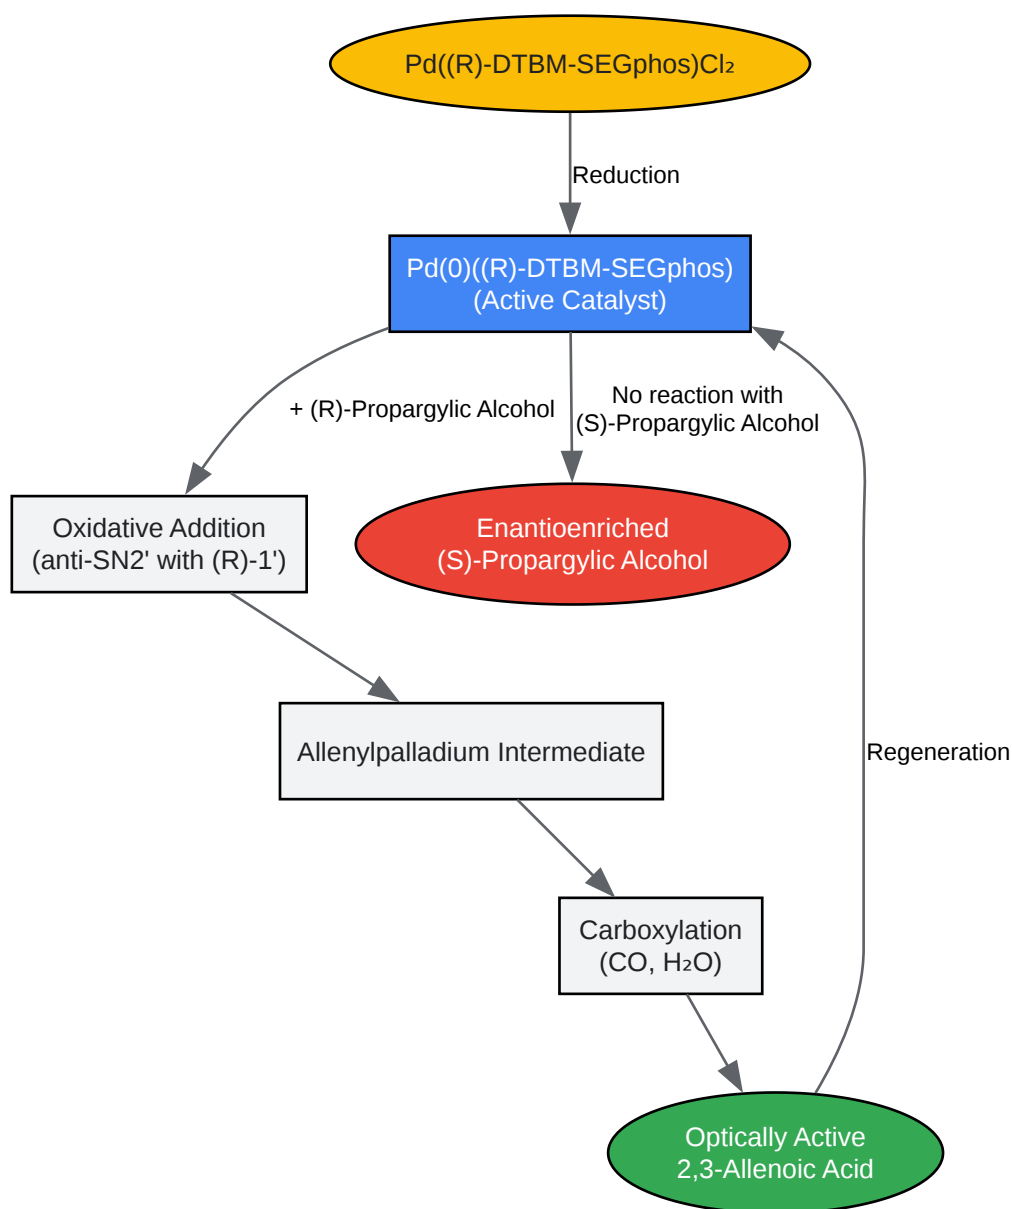 Pd((R)-DTBM-SEGphos)Cl₂
Reduction
Pd(0)((R)-DTBM-SEGphos)
(Active Catalyst)
+ (R)-Propargylic Alcohol
No reaction with
(S)-Propargylic Alcohol
Oxidative Addition
(anti-SN2' with (R)-1')
Enantioenriched
(S)-Propargylic Alcohol
Allenylpalladium Intermediate
Regeneration
Carboxylation
(CO, H₂O)
Optically Active
2,3-Allenoic Acid